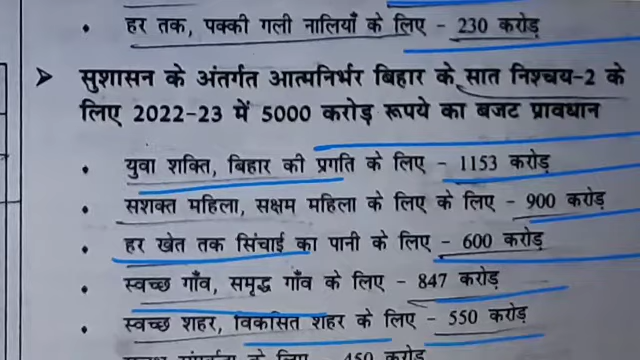 • हर तक, पक्की गली नालियाँ के लिए - 230 करोड़
➤ सुशासन के अंतर्गत आत्मनिर्भर बिहार के सात निश्चय-2 के
लिए 2022-23 में 5000 करोड़ रूपये का बजट प्रावधान
• युवा शक्ति, बिहार की प्रगति के लिए - 1153 करोड़
• सशक्त महिला, सक्षम महिला के लिए के लिए - 900 करोड़
• हर खेत तक सिंचाई का पानी के लिए - 600 करोड़
• स्वच्छ गाँव, समृद्ध गाँव के लिए - 847 करोड़
• स्वच्छ शहर, विकसित शहर के लिए - 550 करोड़
के लिए - 450 करोड़